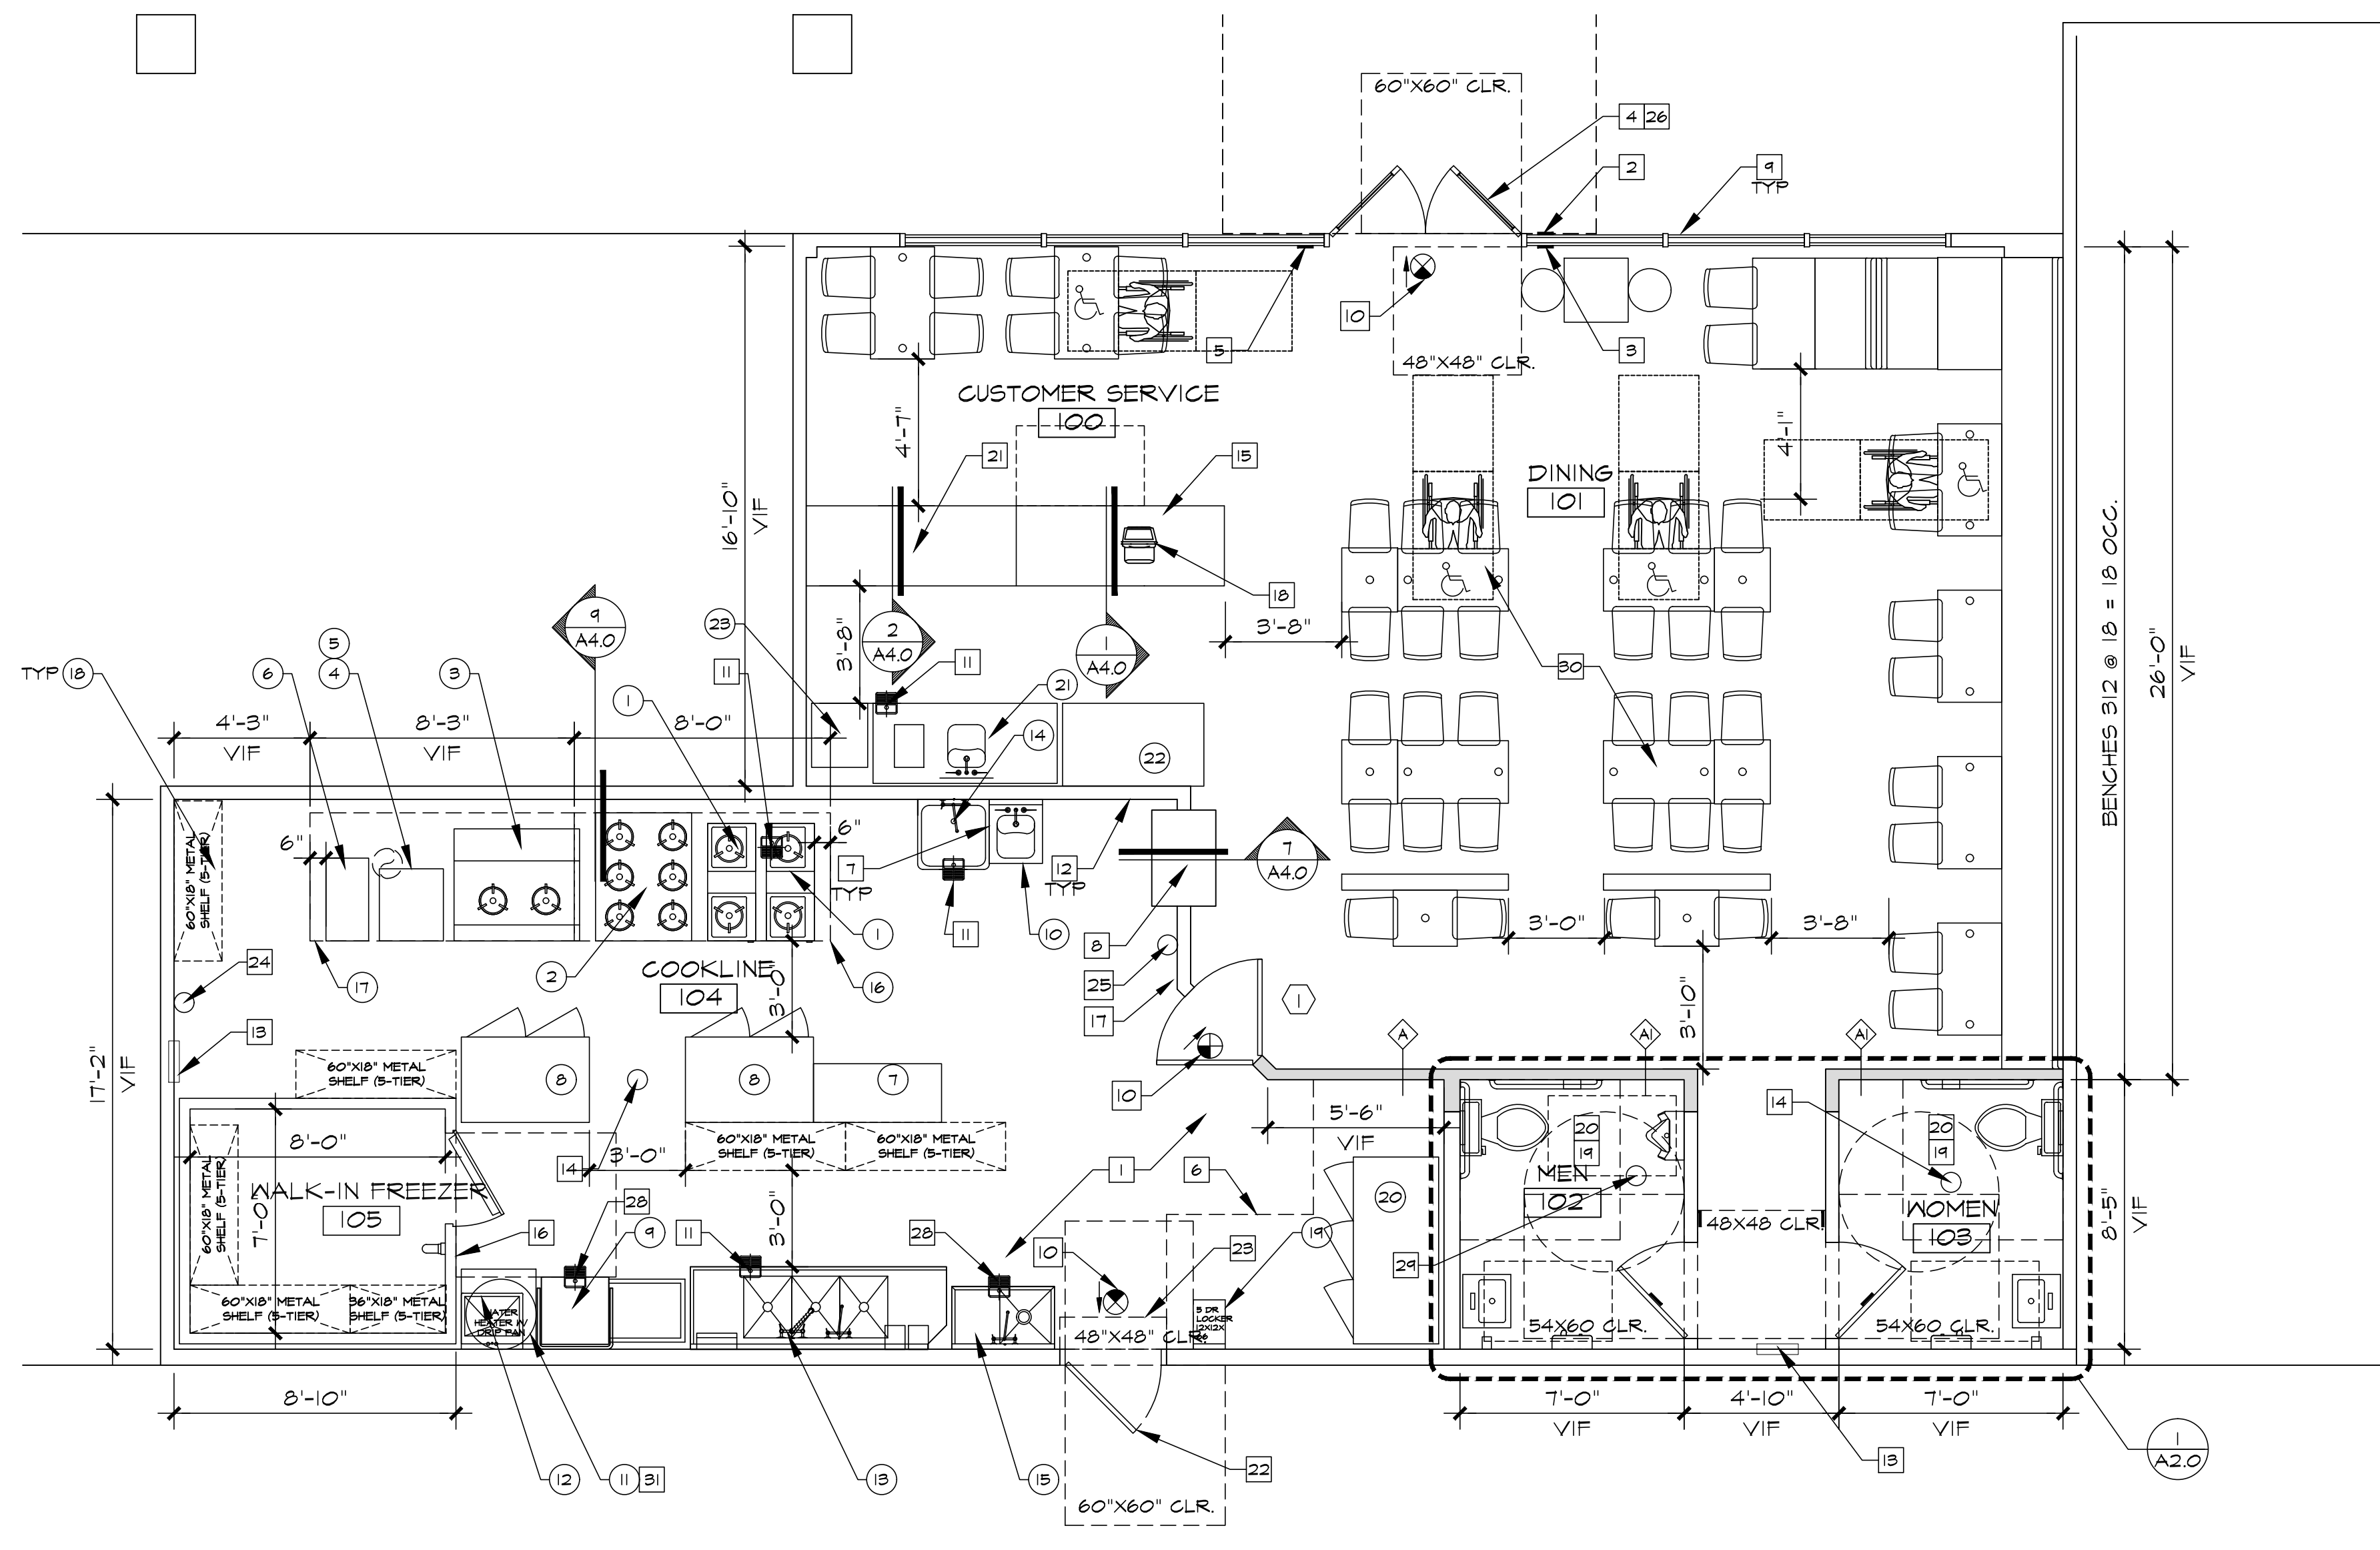 60"X60" CLR.
4 26
2
9
TYP
10
5
3
48"X48" CLR.
CUSTOMER SERVICE
100
4'-7"
4'-1"
21
15
DINING
101
16'-10"
VIF
BENCHES 312 @ 18 = 18 OCC.
26'-0"
VIF
18
9
A4.0
23
2
A4.0
1
A4.0
3'-8"
3'-8"
5
TYP 18
6
4
3
1
11
11
21
30
4'-3"
VIF
8'-3"
VIF
8'-0"
14
22
6"
6"
60"X18" METAL
SHELF (5-TIER)
7
TYP
12
TYP
7
A4.0
8
1
11
10
3'-0"
3'-8"
24
17
2
COOKLINE
104
3'-0"
16
25
17
1
3'-10"
13
17'-2"
VIF
A
A1
A1
60"X18" METAL
SHELF (5-TIER)
8
8
7
10
5'-6"
VIF
14
20
19
20
19
8'-0"
60"X18" METAL
SHELF (5-TIER)
60"X18" METAL
SHELF (5-TIER)
14
3'-0"
1
6
MEN
102
WALK-IN FREEZER
105
7'-0"
60"X18" METAL
SHELF (5-TIER)
28
20
WOMEN
103
48X48 CLR.
8'-5"
VIF
16
9
11
3'-0"
28
10
23
19
29
60"X18" METAL
SHELF (5-TIER)
36"X18" METAL
SHELF (5-TIER)
WATER
HEATER W/
DRIP PAN
5 DR
LOCKER
12X12X
48"X48" CLR.
54X60 CLR.
54X60 CLR.
8'-10"
7'-0"
VIF
4'-10"
VIF
7'-0"
VIF
12
11 31
13
15
22
13
1
A2.0
60"X60" CLR.